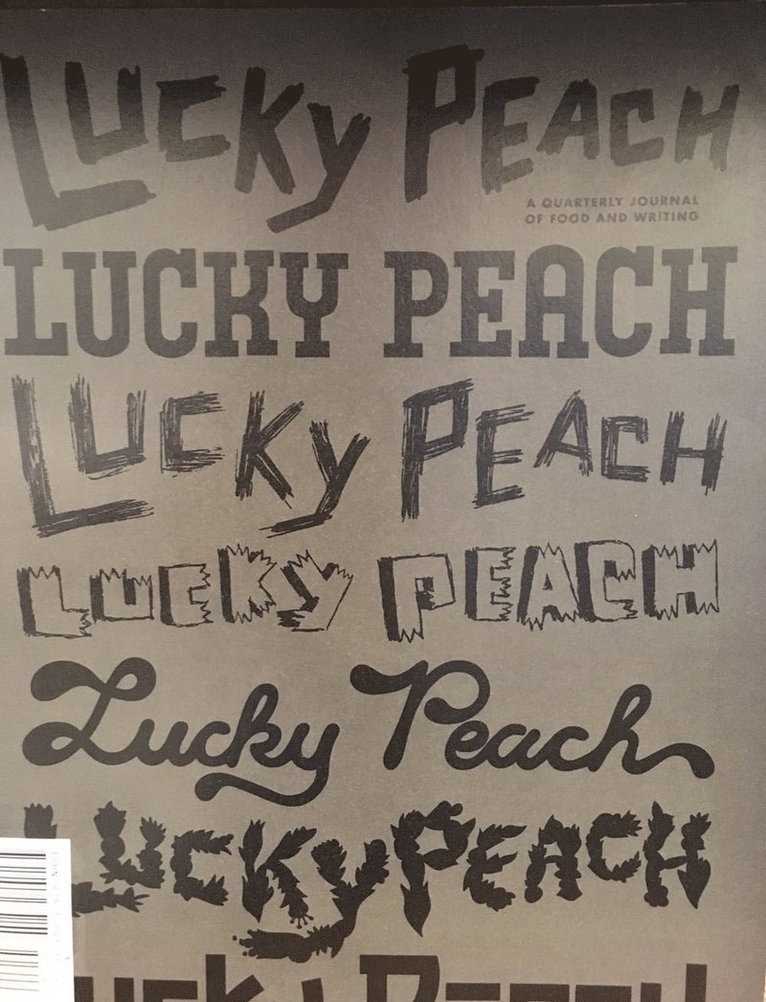 Lucky Peach
A QUARTERLY JOURNAL
OF FOOD AND WRITING
LUCKY PEACH
Lucky Peach
LUCKY PEACH
Lucky Peach
LUCKY PEACH